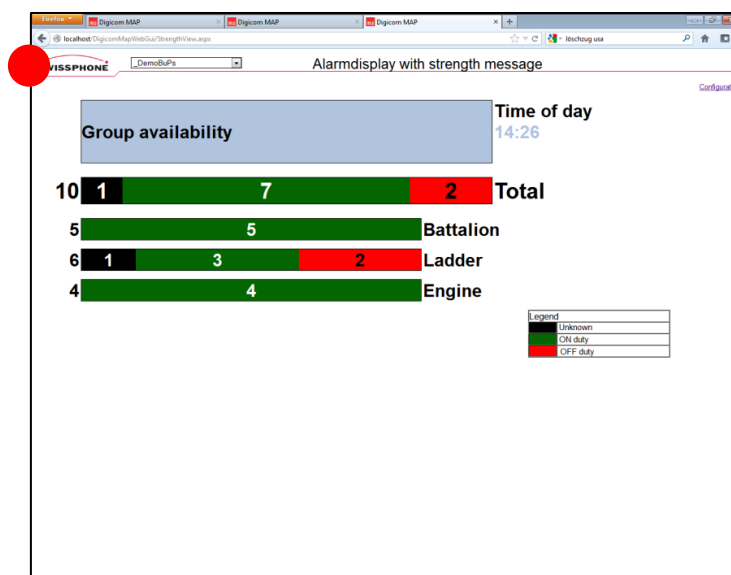 Firefox
Digicom MAP
Digicom MAP
Digicom MAP
localhost/DigicomMapWebGui/StrengthView.aspx
löschzug usa
VISSPHONE
_DemoBuPs
Alarmdisplay with strength message
Configurat
Group availability
Time of day
14:26
10 1 7 2 Total
5 5 Battalion
6 1 3 2 Ladder
4 4 Engine
Legend
Unknown
ON duty
OFF duty